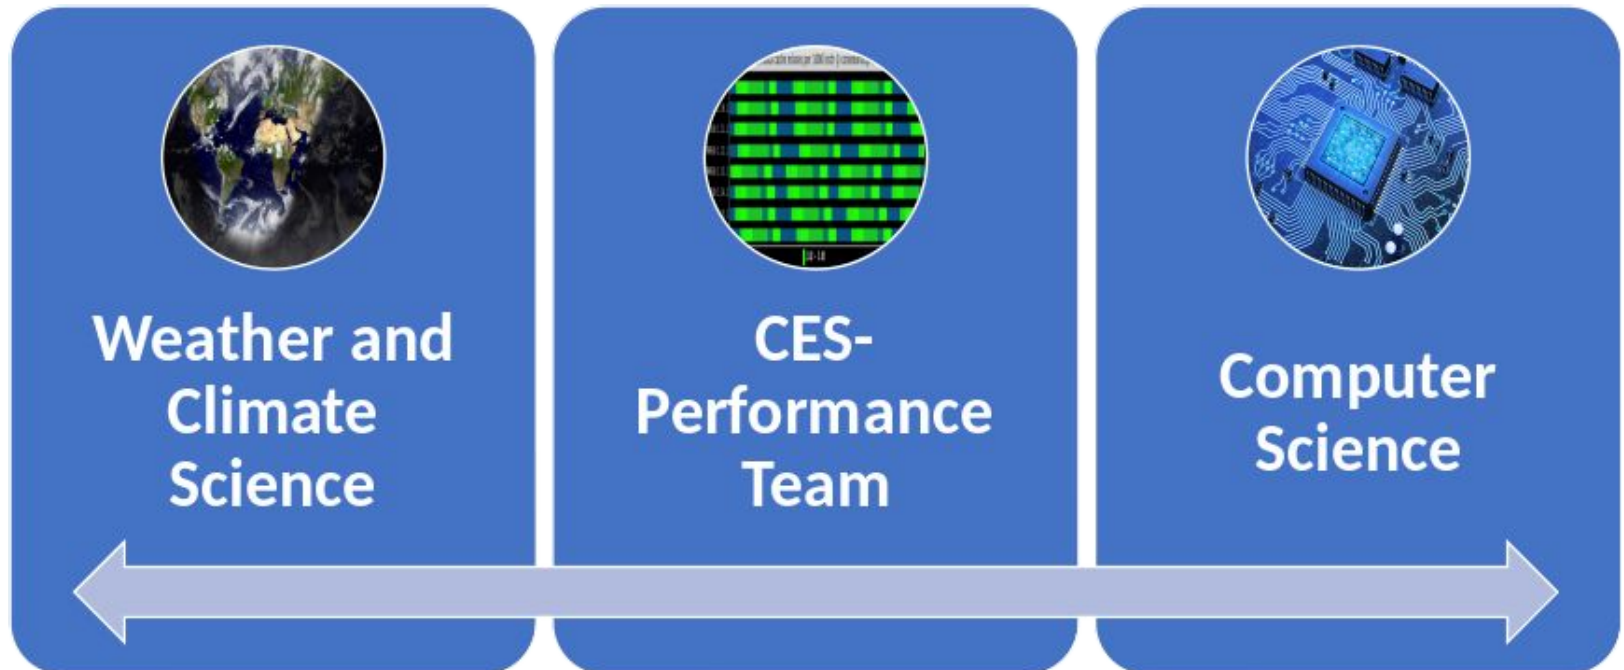 Weather and
Climate
Science
CES-
Performance
Team
Computer
Science